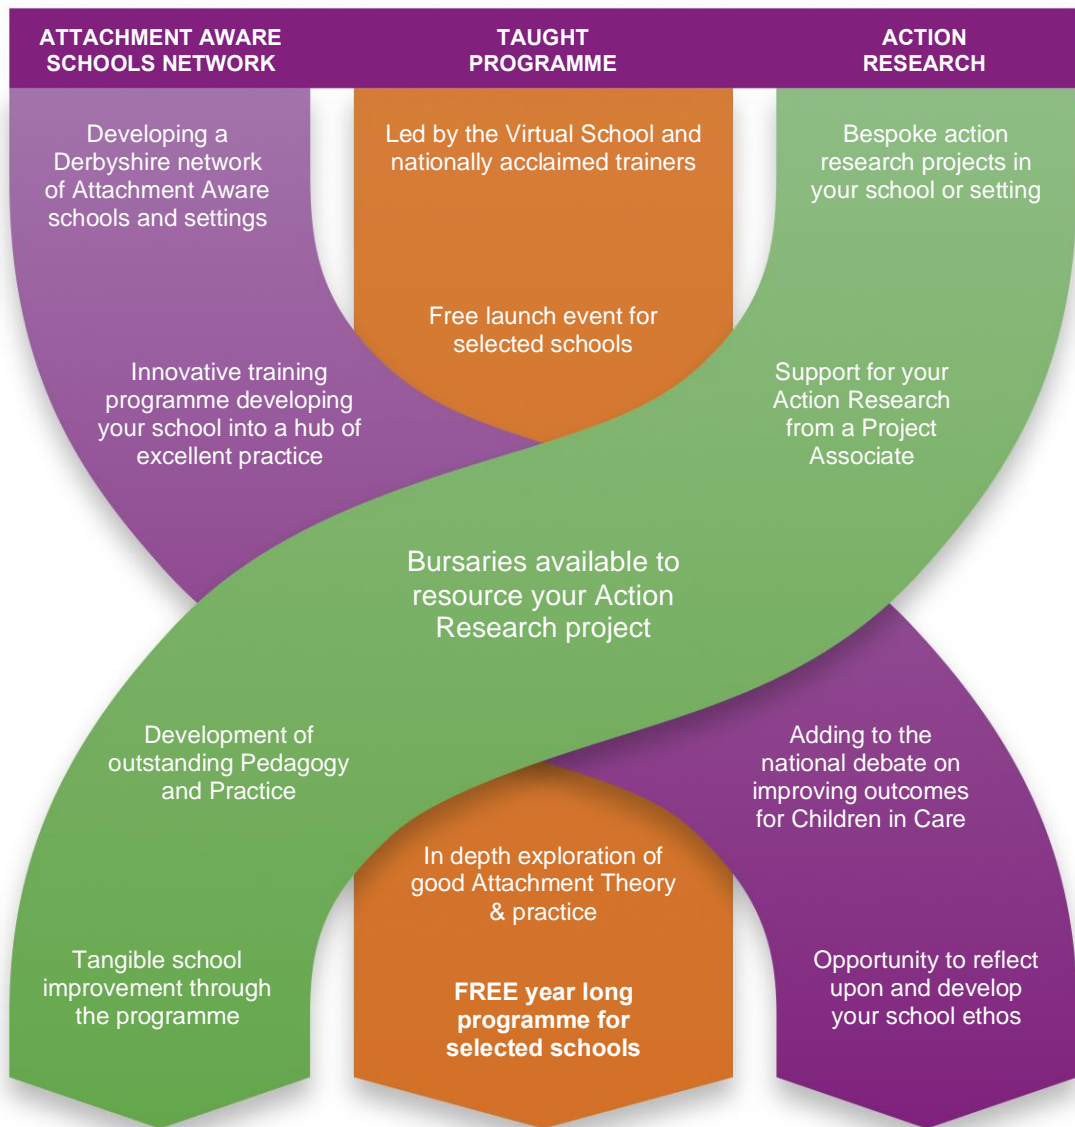 ATTACHMENT AWARE
SCHOOLS NETWORK
TAUGHT
PROGRAMME
ACTION
RESEARCH
Developing a
Derbyshire network
of Attachment Aware
schools and settings
Led by the Virtual School and
nationally acclaimed trainers
Bespoke action
research projects in
your school or setting
Free launch event for
selected schools
Innovative training
programme developing
your school into a hub of
excellent practice
Support for your
Action Research
from a Project
Associate
Bursaries available to
resource your Action
Research project
Development of
outstanding Pedagogy
and Practice
Adding to the
national debate on
improving outcomes
for Children in Care
In depth exploration of
good Attachment Theory
& practice
Tangible school
improvement through
the programme
FREE year long
programme for
selected schools
Opportunity to reflect
upon and develop
your school ethos